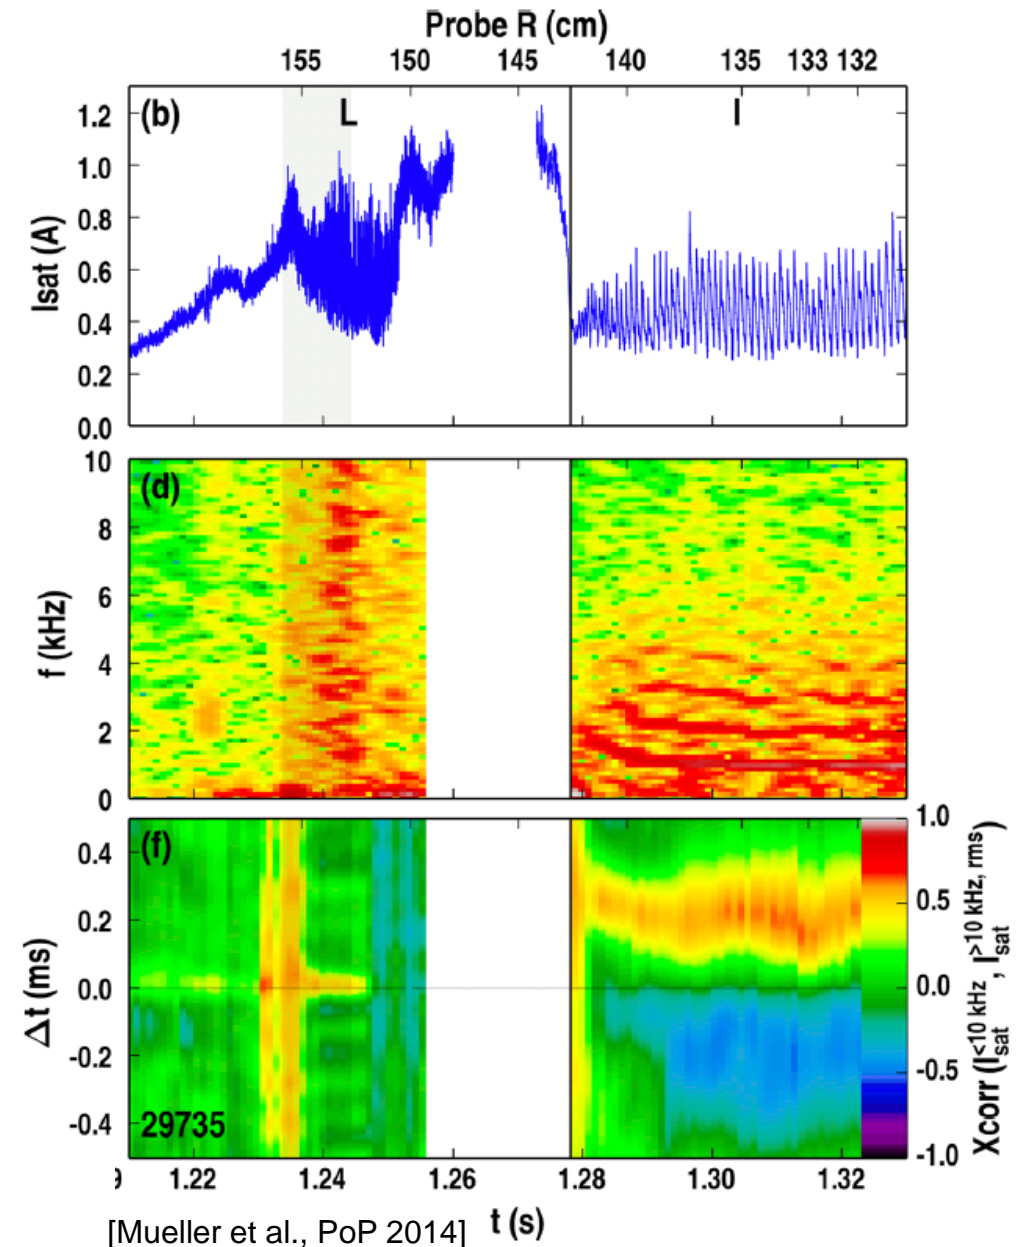 Probe R (cm)
155 150 145 140 135 133 132
(b) L I
1.2
1.0
0.8
0.6
0.4
0.2
0.0
Isat (A)
(d)
10
8
6
4
2
0
f (kHz)
(f)
0.4
0.2
0.0
-0.2
-0.4
Δt (ms)
29735
1.0
0.5
0.0
-0.5
-1.0
Xcorr (I<10 kHz sat , I>10 kHz, rms sat )
9 1.22 1.24 1.26 1.28 1.30 1.32
t (s)
[Mueller et al., PoP 2014]